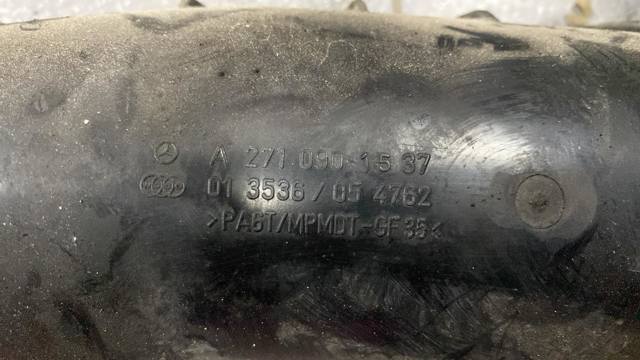 A 271 090 15 37
01 3536 / 05 4762
>PA6T/MPMDT-GF35<